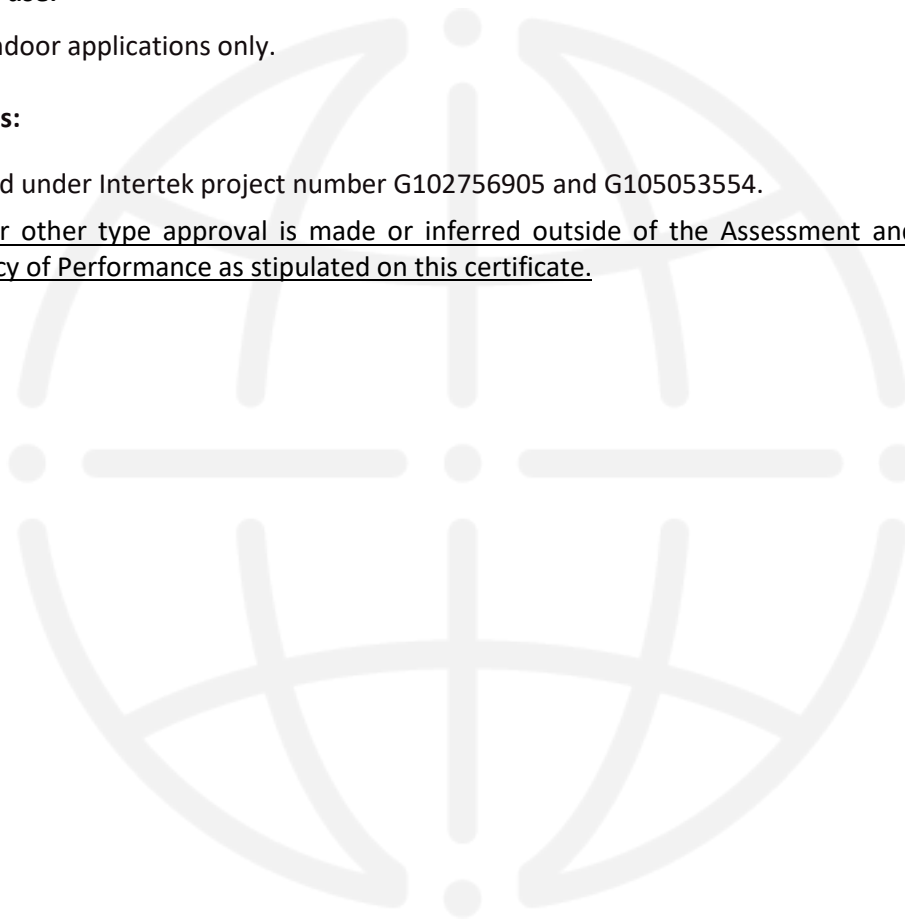 use.
ndoor applications only.
s:
d under Intertek project number G102756905 and G105053554.
r other type approval is made or inferred outside of the Assessment and
cy of Performance as stipulated on this certificate.